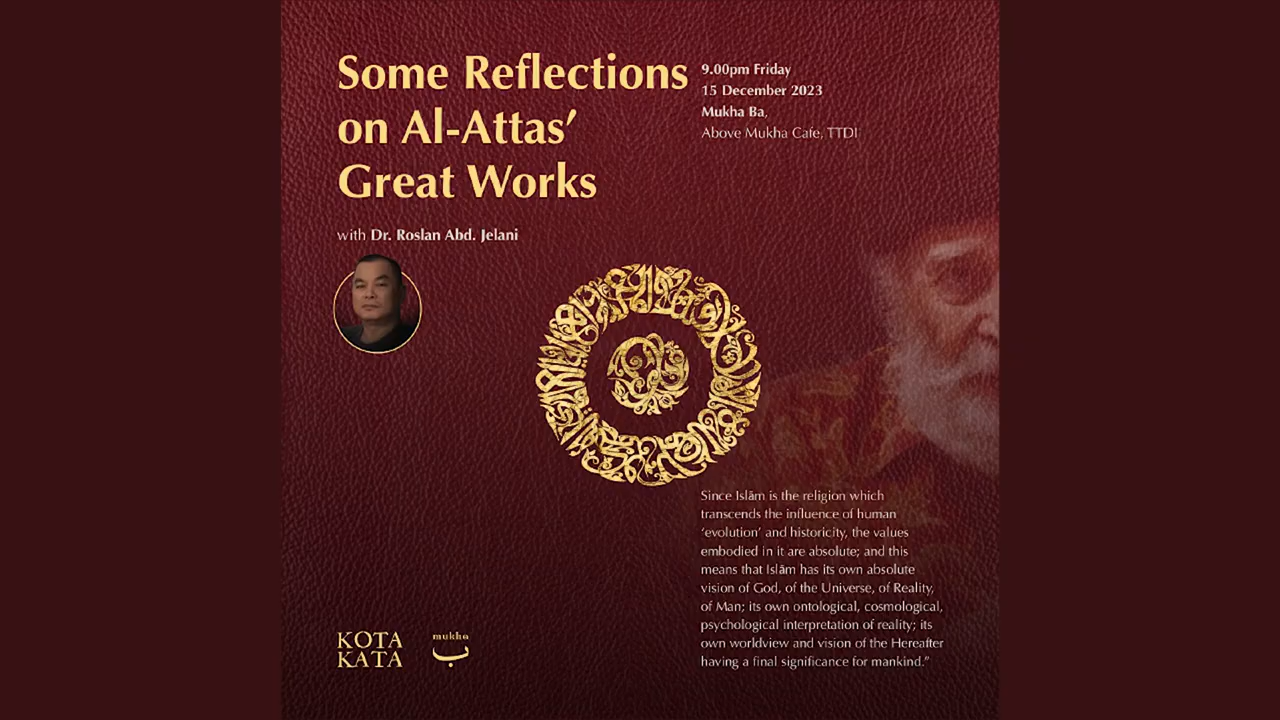 Some Reflections
on Al-Attas’
Great Works
9.00pm Friday
15 December 2023
Mukha Ba,
Above Mukha Cafe, TTDI
with Dr. Roslan Abd. Jelani
Since Islām is the religion which
transcends the influence of human
‘evolution’ and historicity, the values
embodied in it are absolute; and this
means that Islām has its own absolute
vision of God, of the Universe, of Reality,
of Man; its own ontological, cosmological,
psychological interpretation of reality; its
own worldview and vision of the Hereafter
having a final significance for mankind.”
KOTA
KATA
mukha
ب